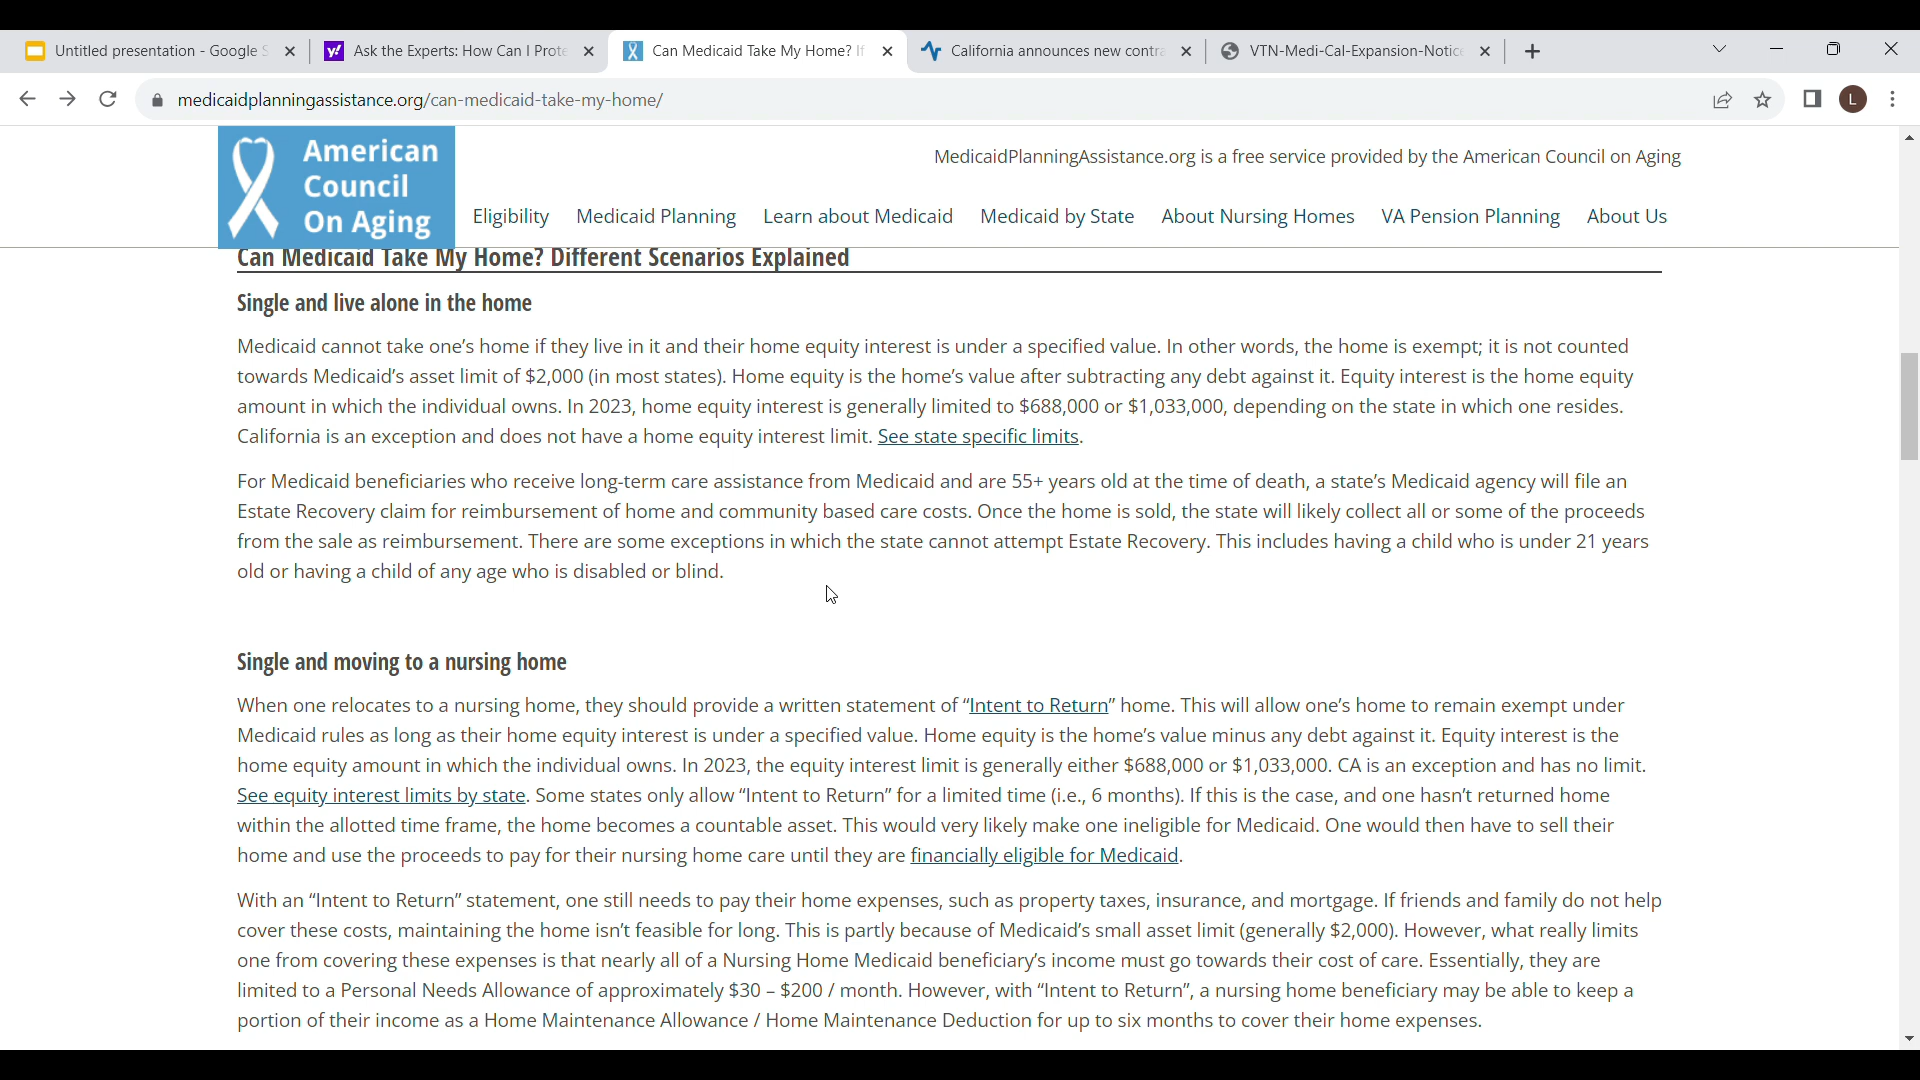 Untitled presentation - Google S
Ask the Experts: How Can I Prote
Can Medicaid Take My Home? If
California announces new contra
VTN-Medi-Cal-Expansion-Notice
medicaidplanningassistance.org/can-medicaid-take-my-home/
L
American
Council
On Aging
MedicaidPlanningAssistance.org is a free service provided by the American Council on Aging
Eligibility Medicaid Planning Learn about Medicaid Medicaid by State About Nursing Homes VA Pension Planning About Us
Can Medicaid Take My Home? Different Scenarios Explained
Single and live alone in the home
Medicaid cannot take one’s home if they live in it and their home equity interest is under a specified value. In other words, the home is exempt; it is not counted
towards Medicaid’s asset limit of $2,000 (in most states). Home equity is the home’s value after subtracting any debt against it. Equity interest is the home equity
amount in which the individual owns. In 2023, home equity interest is generally limited to $688,000 or $1,033,000, depending on the state in which one resides.
California is an exception and does not have a home equity interest limit. See state specific limits.
For Medicaid beneficiaries who receive long-term care assistance from Medicaid and are 55+ years old at the time of death, a state’s Medicaid agency will file an
Estate Recovery claim for reimbursement of home and community based care costs. Once the home is sold, the state will likely collect all or some of the proceeds
from the sale as reimbursement. There are some exceptions in which the state cannot attempt Estate Recovery. This includes having a child who is under 21 years
old or having a child of any age who is disabled or blind.
Single and moving to a nursing home
When one relocates to a nursing home, they should provide a written statement of “Intent to Return” home. This will allow one’s home to remain exempt under
Medicaid rules as long as their home equity interest is under a specified value. Home equity is the home’s value minus any debt against it. Equity interest is the
home equity amount in which the individual owns. In 2023, the equity interest limit is generally either $688,000 or $1,033,000. CA is an exception and has no limit.
See equity interest limits by state. Some states only allow “Intent to Return” for a limited time (i.e., 6 months). If this is the case, and one hasn’t returned home
within the allotted time frame, the home becomes a countable asset. This would very likely make one ineligible for Medicaid. One would then have to sell their
home and use the proceeds to pay for their nursing home care until they are financially eligible for Medicaid.
With an “Intent to Return” statement, one still needs to pay their home expenses, such as property taxes, insurance, and mortgage. If friends and family do not help
cover these costs, maintaining the home isn’t feasible for long. This is partly because of Medicaid’s small asset limit (generally $2,000). However, what really limits
one from covering these expenses is that nearly all of a Nursing Home Medicaid beneficiary’s income must go towards their cost of care. Essentially, they are
limited to a Personal Needs Allowance of approximately $30 – $200 / month. However, with “Intent to Return”, a nursing home beneficiary may be able to keep a
portion of their income as a Home Maintenance Allowance / Home Maintenance Deduction for up to six months to cover their home expenses.